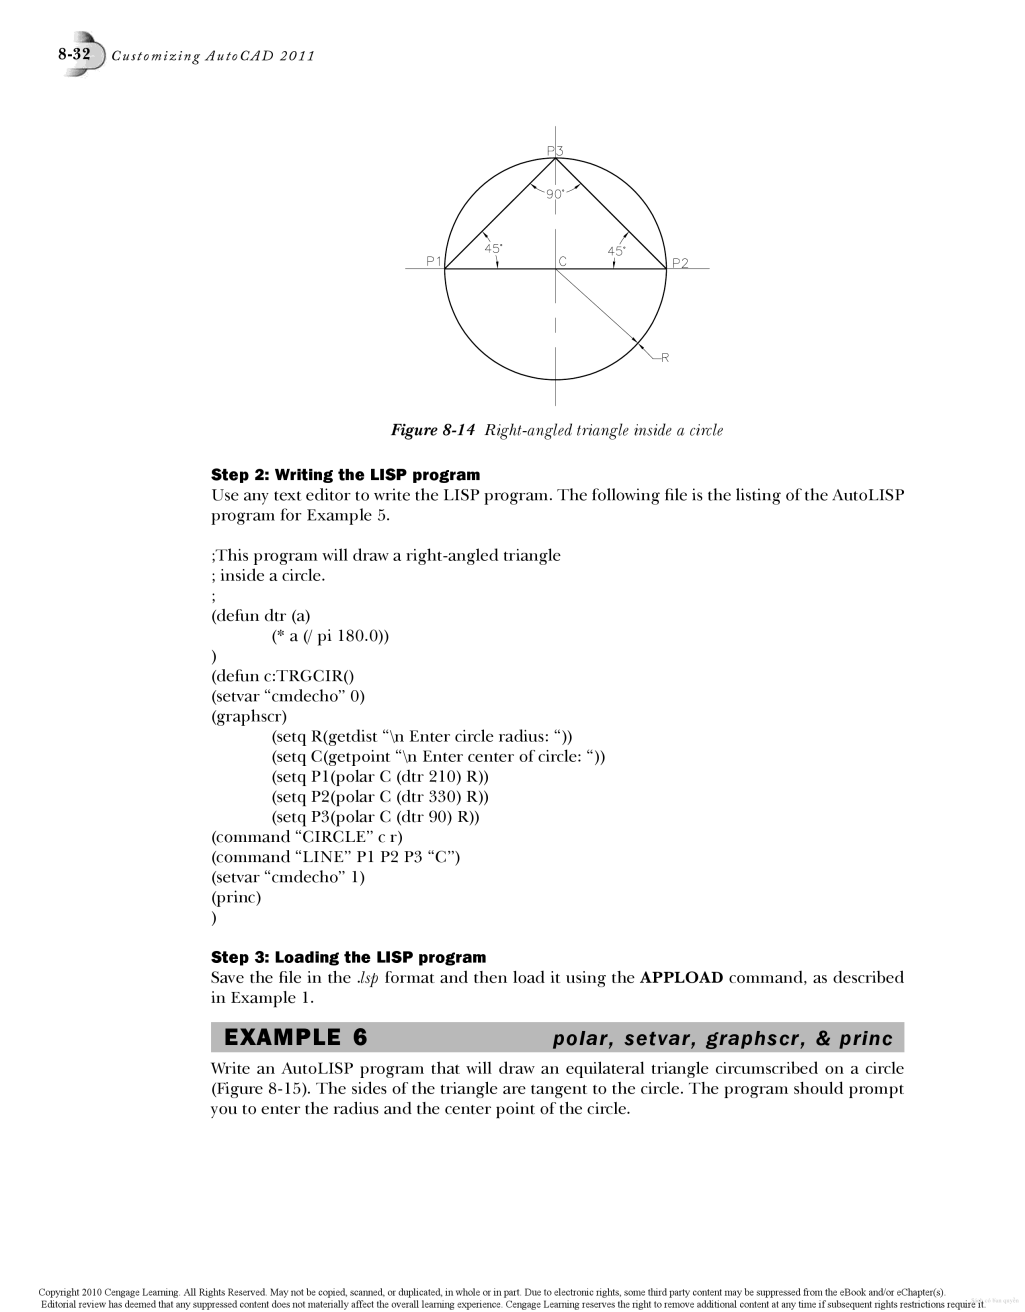 8-32 Customizing AutoCAD 2011
P3
90°
45°
45°
P1
C
P2
R
Figure 8-14 Right-angled triangle inside a circle
Step 2: Writing the LISP program
Use any text editor to write the LISP program. The following file is the listing of the AutoLISP
program for Example 5.
;This program will draw a right-angled triangle
; inside a circle.
;
(defun dtr (a)
(* a (/ pi 180.0))
)
(defun c:TRGCIR()
(setvar “cmdecho” 0)
(graphscr)
(setq R(getdist “\n Enter circle radius: “))
(setq C(getpoint “\n Enter center of circle: “))
(setq P1(polar C (dtr 210) R))
(setq P2(polar C (dtr 330) R))
(setq P3(polar C (dtr 90) R))
(command “CIRCLE” c r)
(command “LINE” P1 P2 P3 “C”)
(setvar “cmdecho” 1)
(princ)
)
Step 3: Loading the LISP program
Save the file in the .lsp format and then load it using the APPLOAD command, as described
in Example 1.
EXAMPLE 6 polar, setvar, graphscr, & princ
Write an AutoLISP program that will draw an equilateral triangle circumscribed on a circle
(Figure 8-15). The sides of the triangle are tangent to the circle. The program should prompt
you to enter the radius and the center point of the circle.
Copyright 2010 Cengage Learning. All Rights Reserved. May not be copied, scanned, or duplicated, in whole or in part. Due to electronic rights, some third party content may be suppressed from the eBook and/or eChapter(s).
Editorial review has deemed that any suppressed content does not materially affect the overall learning experience. Cengage Learning reserves the right to remove additional content at any time if subsequent rights restrictions require it.